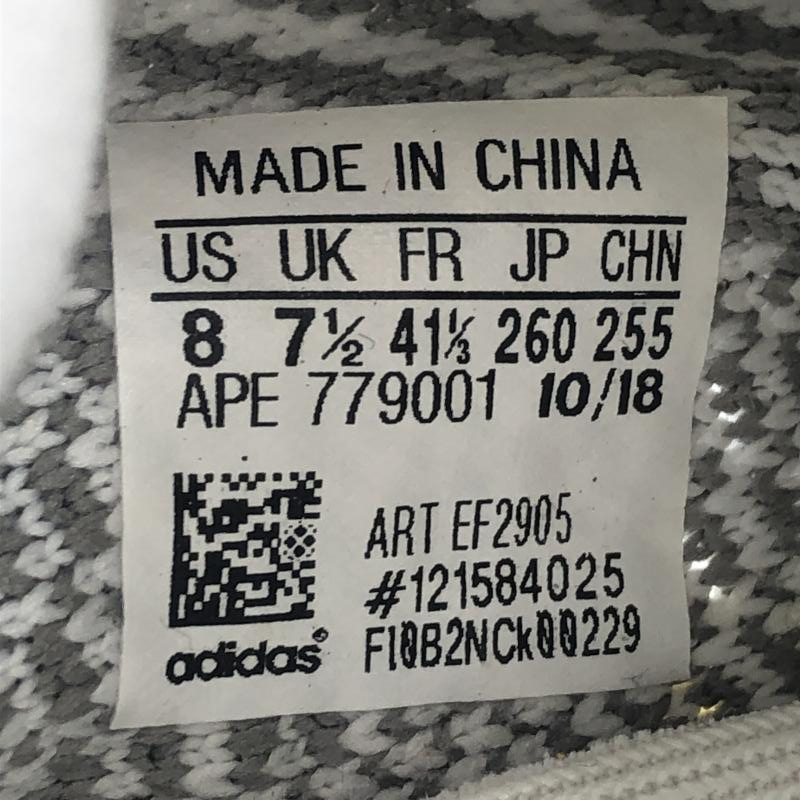 MADE IN CHINA
US UK FR JP CHN
8 7½ 41⅓ 260 255
APE 779001 10/18
ART EF2905
#121584025
adidas® Fl0B2NCk00229